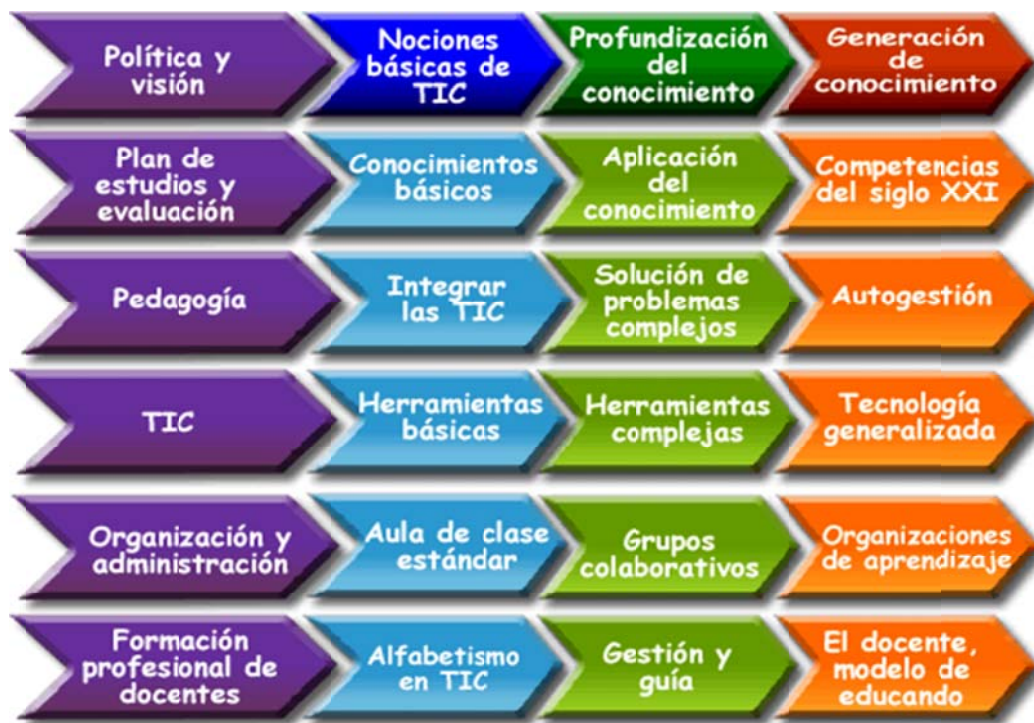 Política y
visión
Nociones
básicas de
TIC
Profundización
del
conocimiento
Generación
de
conocimiento
Plan de
estudios y
evaluación
Conocimientos
básicos
Aplicación
del
conocimiento
Competencias
del siglo XXI
Pedagogía
Integrar
las TIC
Solución de
problemas
complejos
Autogestión
TIC
Herramientas
básicas
Herramientas
complejas
Tecnología
generalizada
Organización y
administración
Aula de clase
estándar
Grupos
colaborativos
Organizaciones
de aprendizaje
Formación
profesional de
docentes
Alfabetismo
en TIC
Gestión y
guía
El docente,
modelo de
educando